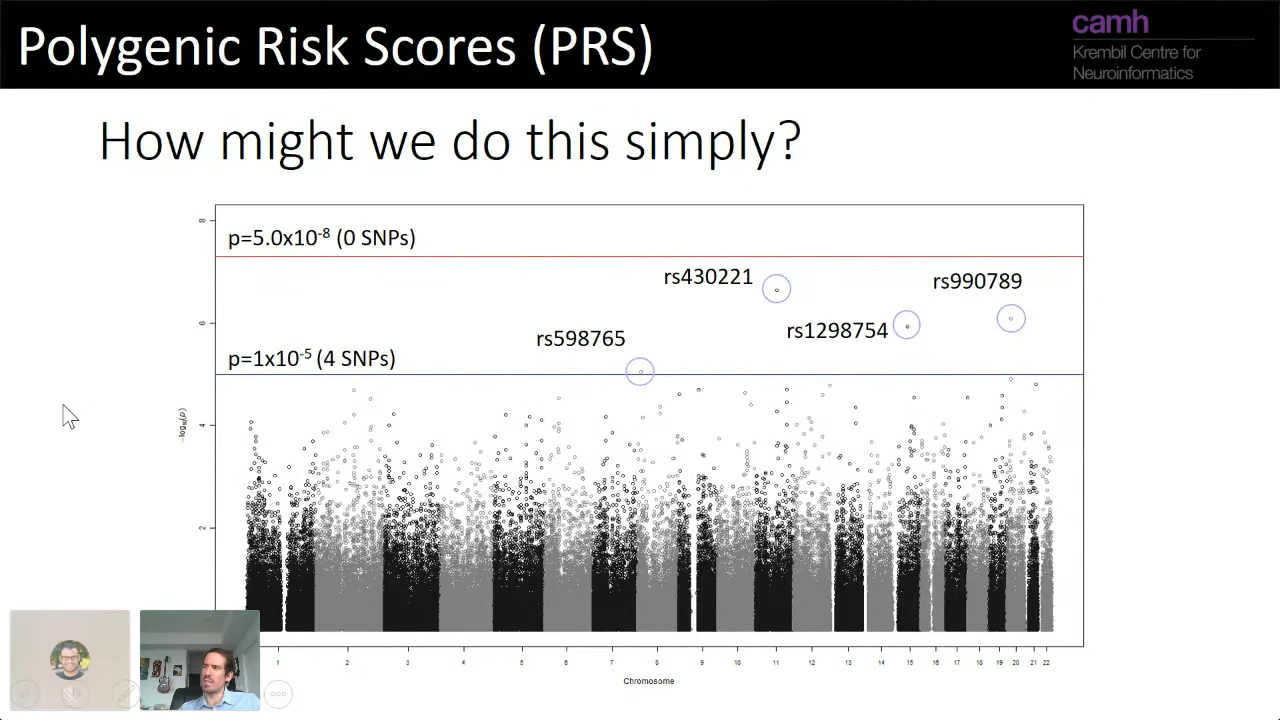 Polygenic Risk Scores (PRS)
camh
Krembil Centre for
Neuroinformatics
How might we do this simply?
8
p=5.0x10-8 (0 SNPs)
rs430221
rs990789
6
rs1298754
rs598765
p=1x10-5 (4 SNPs)
4
−log10(p)
2
1 2 3 4 5 6 7 8 9 10 11 12 13 14 15 16 17 18 19 20 21 22
Chromosome